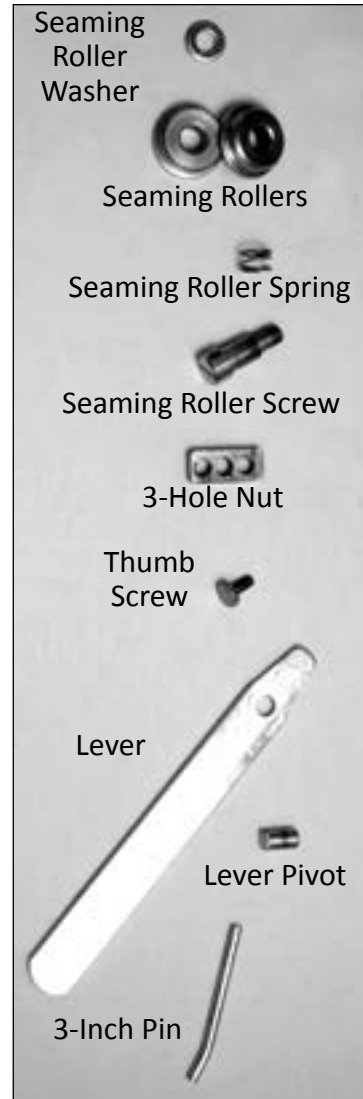 Seaming
Roller
Washer
Seaming Rollers
Seaming Roller Spring
Seaming Roller Screw
3-Hole Nut
Thumb
Screw
Lever
Lever Pivot
3-Inch Pin